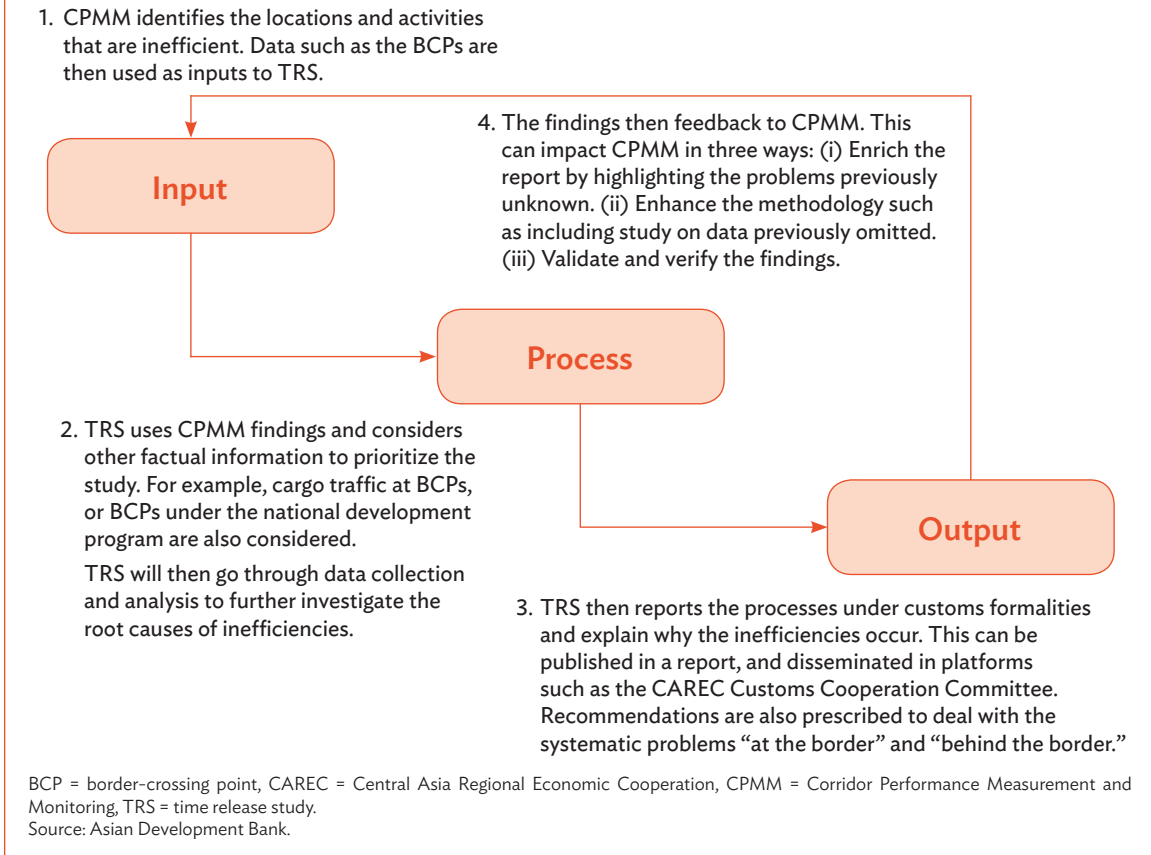 1. CPMM identifies the locations and activities
that are inefficient. Data such as the BCPs are
then used as inputs to TRS.
Input
4. The findings then feedback to CPMM. This
can impact CPMM in three ways: (i) Enrich the
report by highlighting the problems previously
unknown. (ii) Enhance the methodology such
as including study on data previously omitted.
(iii) Validate and verify the findings.
Process
2. TRS uses CPMM findings and considers
other factual information to prioritize the
study. For example, cargo traffic at BCPs,
or BCPs under the national development
program are also considered.
TRS will then go through data collection
and analysis to further investigate the
root causes of inefficiencies.
Output
3. TRS then reports the processes under customs formalities
and explain why the inefficiencies occur. This can be
published in a report, and disseminated in platforms
such as the CAREC Customs Cooperation Committee.
Recommendations are also prescribed to deal with the
systematic problems “at the border” and “behind the border.”
BCP = border-crossing point, CAREC = Central Asia Regional Economic Cooperation, CPMM = Corridor Performance Measurement and
Monitoring, TRS = time release study.
Source: Asian Development Bank.